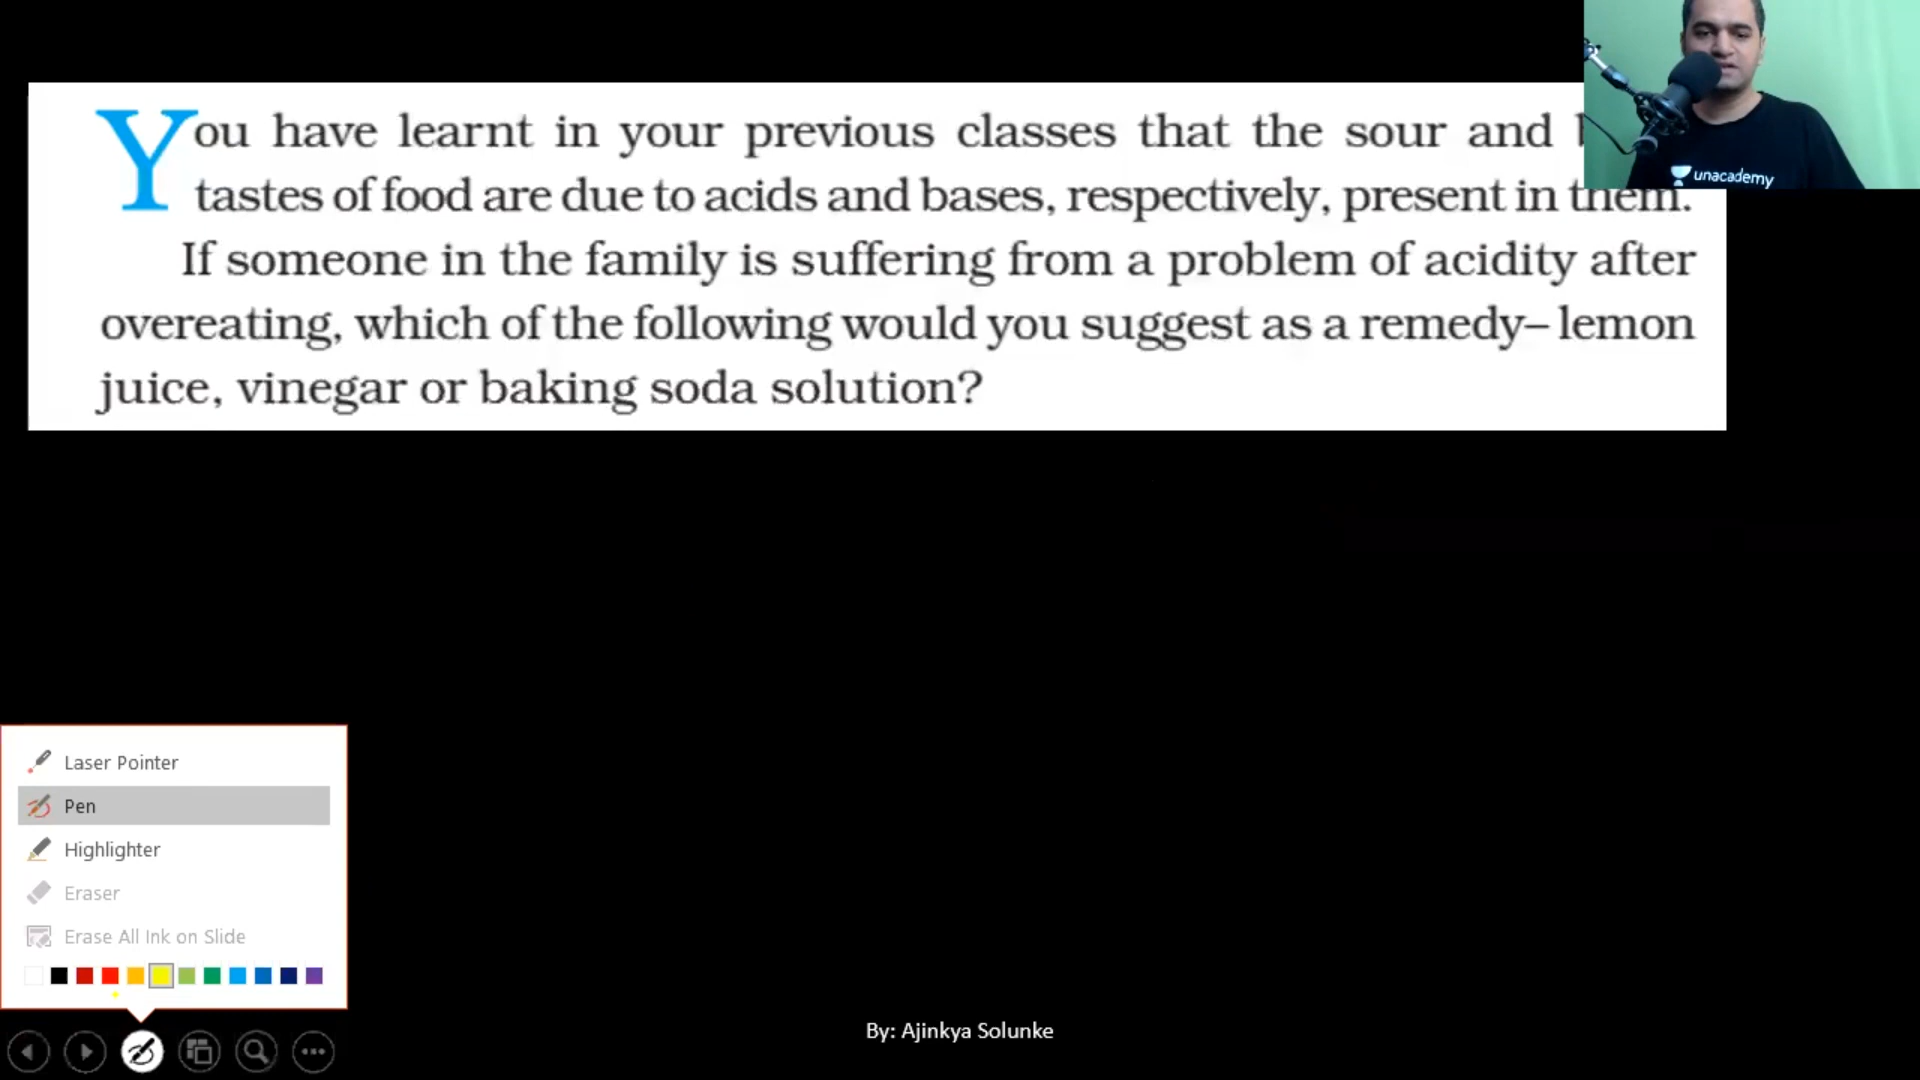 You have learnt in your previous classes that the sour and
tastes of food are due to acids and bases, respectively, present in them.
If someone in the family is suffering from a problem of acidity after
overeating, which of the following would you suggest as a remedy– lemon
juice, vinegar or baking soda solution?
unacademy
Laser Pointer
Pen
Highlighter
Eraser
Erase All Ink on Slide
By: Ajinkya Solunke